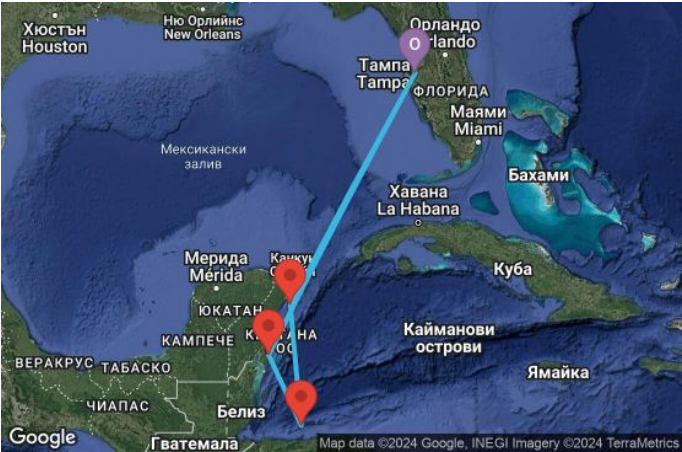 Хюстън
Houston
Ню Орлийнс
New Orleans
Орландо
rlando
O
Тампа
Tampa
ФЛОРИДА
Маями
Miami
Мексикански
залив
Бахами
Хавана
La Habana
Мерида
Mérida
Куба
ЮКАТАН
КАМПЕЧЕ
Кайманови
острови
ВЕРАКРУС
ТАБАСКО
Ямайка
ЧИАПАС
Белиз
Гватемала
Google
Map data ©2024 Google, INEGI Imagery ©2024 TerraMetrics